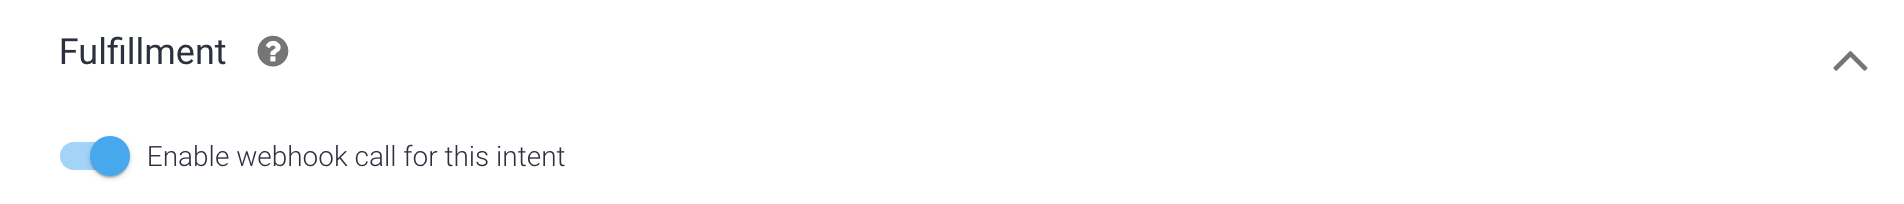 Fulfillment ?
Enable webhook call for this intent